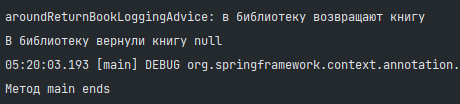 aroundReturnBookLoggingAdvice: в библиотеку возвращают книгу
В библиотеку вернули книгу null
05:20:03.193 [main] DEBUG org.springframework.context.annotation.
Метод main ends